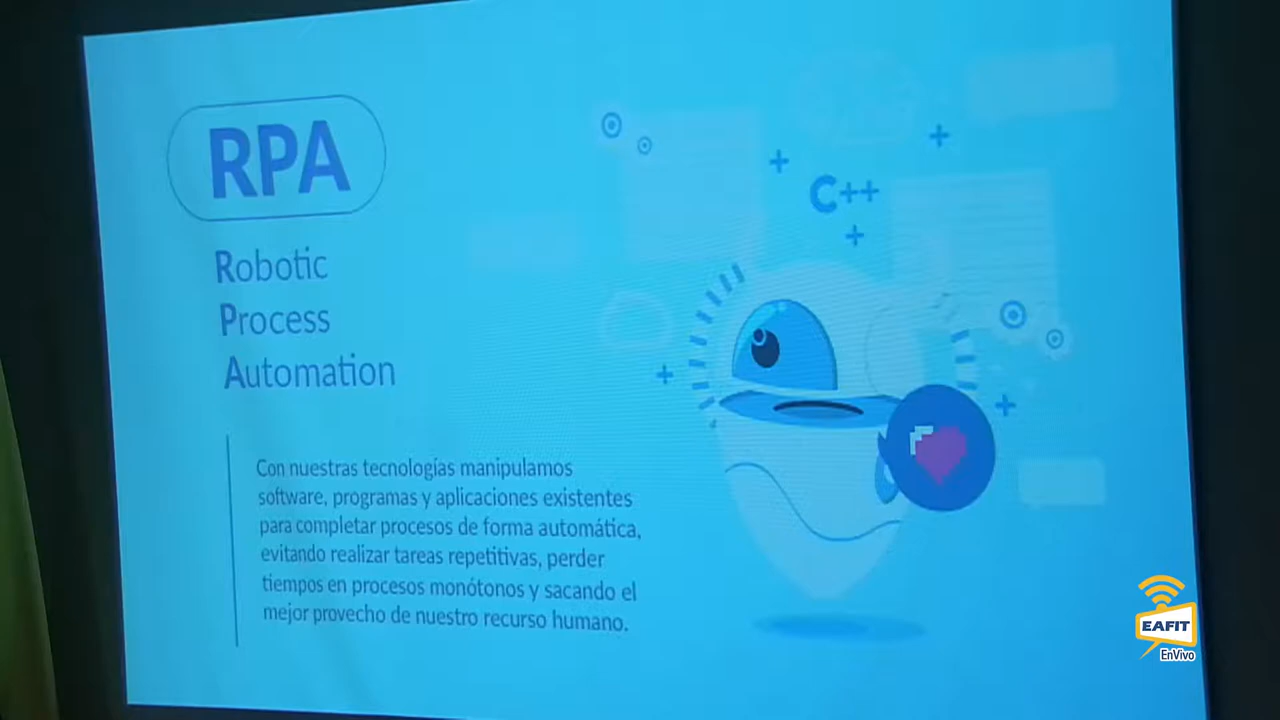 RPA
Robotic
Process
Automation
Con nuestras tecnologías manipulamos
software, programas y aplicaciones existentes
para completar procesos de forma automática,
evitando realizar tareas repetitivas, perder
tiempos en procesos monótonos y sacando el
mejor provecho de nuestro recurso humano.
C++
EAFIT
EnVivo